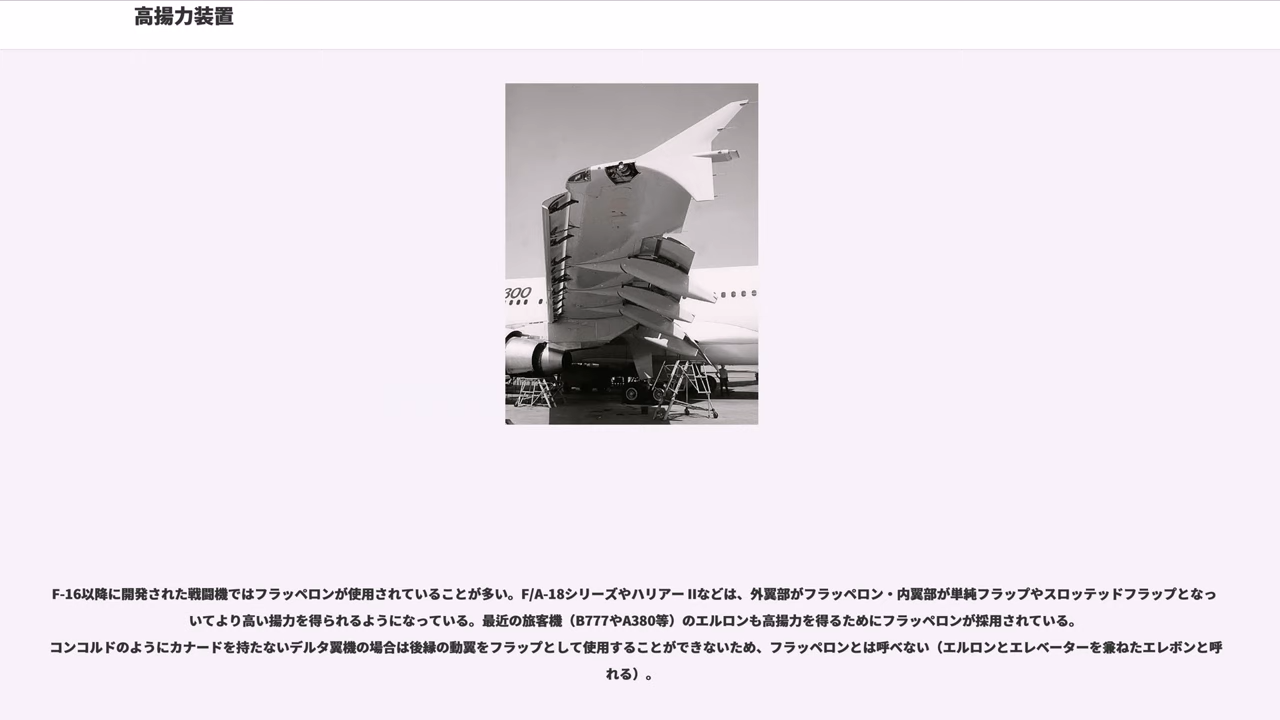 高揚力装置
300
F-16以降に開発された戦闘機ではフラッペロンが使用されていることが多い。F/A-18シリーズやハリアー IIなどは、外翼部がフラッペロン・内翼部が単純フラップやスロッテッドフラップとなっ
いてより高い揚力を得られるようになっている。最近の旅客機（B777やA380等）のエルロンも高揚力を得るためにフラッペロンが採用されている。
コンコルドのようにカナードを持たないデルタ翼機の場合は後縁の動翼をフラップとして使用することができないため、フラッペロンとは呼べない（エルロンとエレベーターを兼ねたエレボンと呼
れる）。